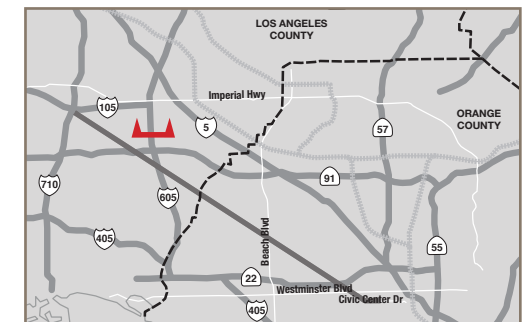 LOS ANGELES
COUNTY
Imperial Hwy
105
5
57
ORANGE
COUNTY
710
605
91
405
Beach Blvd
55
22
Westminster Blvd
Civic Center Dr
405